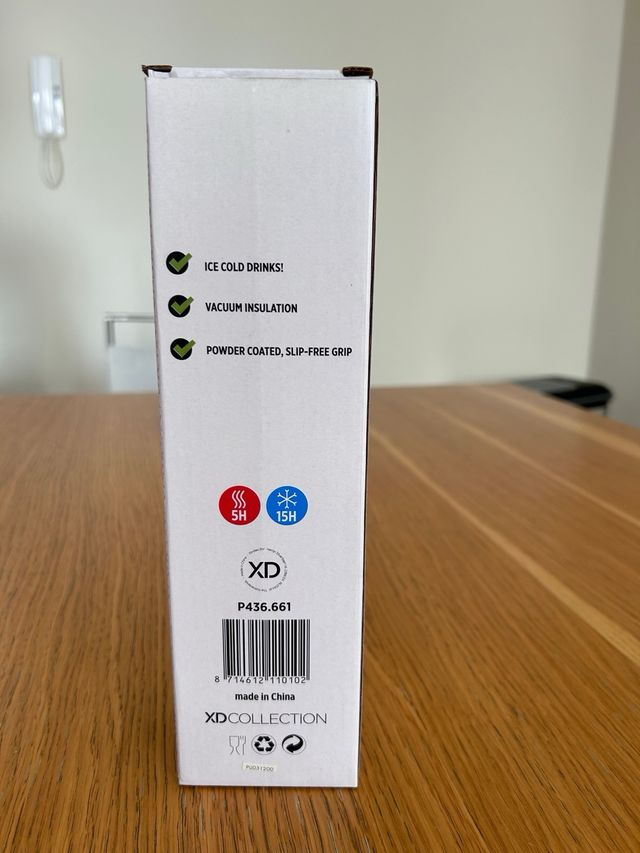 ICE COLD DRINKS!
VACUUM INSULATION
POWDER COATED, SLIP-FREE GRIP
5H
15H
XD
P436.661
8 714612 110102
made in China
XDCOLLECTION